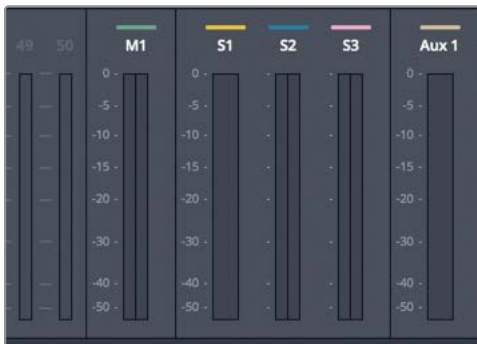 49 50 M1 S1 S2 S3 Aux 1
0 - 0 - - - 0 -
-5 - -5 - - - -5 -
-10 - -10 - - - -10 -
-15 - -15 - - - -15 -
-20 - -20 - - - -20 -
-30 - -30 - - - -30 -
-40 - -40 - - - -40 -
-50 - -50 - - - -50 -